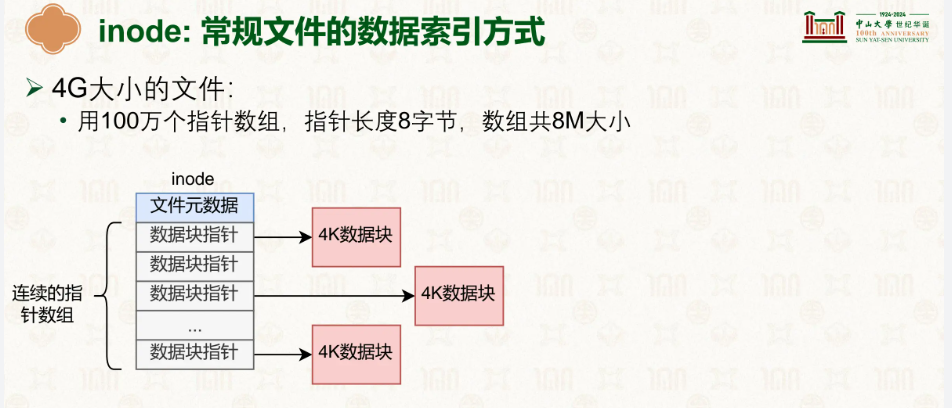 inode: 常规文件的数据索引方式
1924-2024
中山大学 世纪华诞
100th ANNIVERSARY
SUN YAT-SEN UNIVERSITY
➢ 4G大小的文件：
• 用100万个指针数组，指针长度8字节，数组共8M大小
inode
文件元数据
数据块指针
4K数据块
数据块指针
数据块指针
4K数据块
连续的指
针数组
...
数据块指针
4K数据块